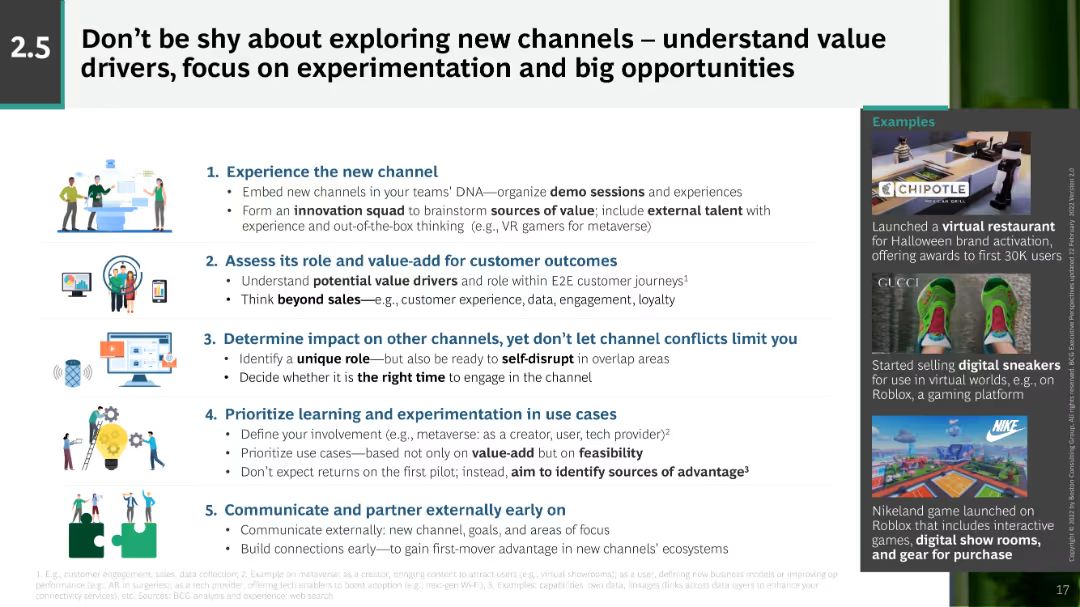 2.5
Don’t be shy about exploring new channels – understand value
drivers, focus on experimentation and big opportunities
1. Experience the new channel
• Embed new channels in your teams' DNA—organize demo sessions and experiences
• Form an innovation squad to brainstorm sources of value; include external talent with
experience and out-of-the-box thinking (e.g., VR gamers for metaverse)
2. Assess its role and value-add for customer outcomes
• Understand potential value drivers and role within E2E customer journeys¹
• Think beyond sales—e.g., customer experience, data, engagement, loyalty
3. Determine impact on other channels, yet don’t let channel conflicts limit you
• Identify a unique role—but also be ready to self-disrupt in overlap areas
• Decide whether it is the right time to engage in the channel
4. Prioritize learning and experimentation in use cases
• Define your involvement (e.g., metaverse: as a creator, user, tech provider)²
• Prioritize use cases—based not only on value-add but on feasibility
• Don’t expect returns on the first pilot; instead, aim to identify sources of advantage³
5. Communicate and partner externally early on
• Communicate externally: new channel, goals, and areas of focus
• Build connections early—to gain first-mover advantage in new channels’ ecosystems
Examples
CHIPOTLE
MEXICAN GRILL
Launched a virtual restaurant
for Halloween brand activation,
offering awards to first 30K users
GUCCI
Started selling digital sneakers
for use in virtual worlds, e.g., on
Roblox, a gaming platform
NIKE
Nikeland game launched on
Roblox that includes interactive
games, digital show rooms,
and gear for purchase
1. E.g., customer engagement, sales, data collection; 2. Example on metaverse: as a creator, bringing content to attract users (e.g., virtual showrooms); as a user, defining new business models or improving op
performance (e.g., AR in surgeries); as a tech provider, offering tech enablers to boost adoption (e.g., Wi-Fi), 3. Examples: capabilities, own data, linkages (links across data layers to enhance your
connectivity services), etc. Sources: BCG analysis and experience; web search
Copyright © 2022 by Boston Consulting Group. All rights reserved. BCG Executive Perspectives updated 22 February 2022 Version 2.0
17